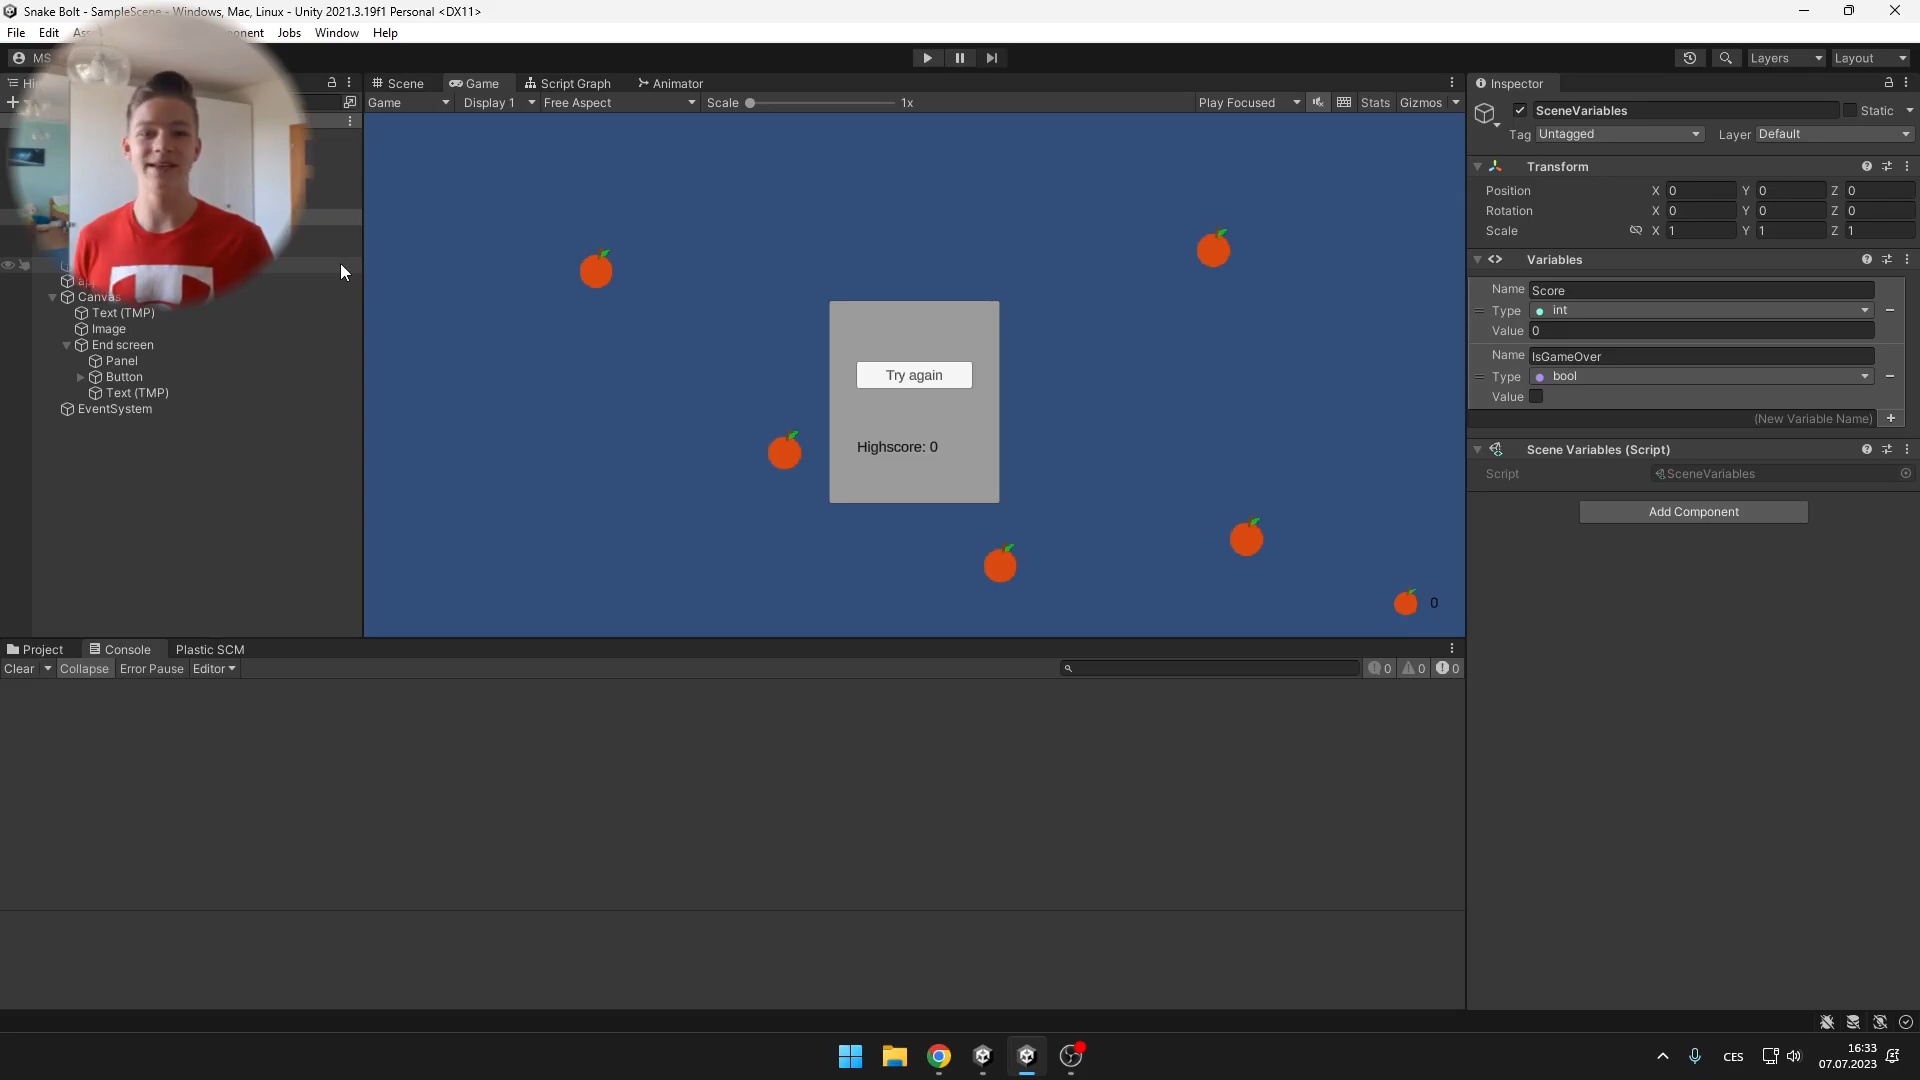 Snake Bolt - SampleScene - Windows, Mac, Linux - Unity 2021.3.19f1 Personal <DX11>
File Edit Window Help Jobs
MS
Layers Layout
Scene Game Script Graph Animator
Game Display 1 Free Aspect Scale 1x Play Focused Stats Gizmos
Canvas
Text (TMP)
Image
End screen
Panel
Button
Text (TMP)
EventSystem
Try again
Highscore: 0
0
Inspector
SceneVariables Static
Tag Untagged Layer Default
Transform
Position X 0 Y 0 Z 0
Rotation X 0 Y 0 Z 0
Scale X 1 Y 1 Z 1
Variables
Name Score
Type int
Value 0
Name IsGameOver
Type bool
Value
(New Variable Name)
Scene Variables (Script)
Script SceneVariables
Add Component
Project Console Plastic SCM
Clear Collapse Error Pause Editor 0 0 0
CES
16:33
07.07.2023